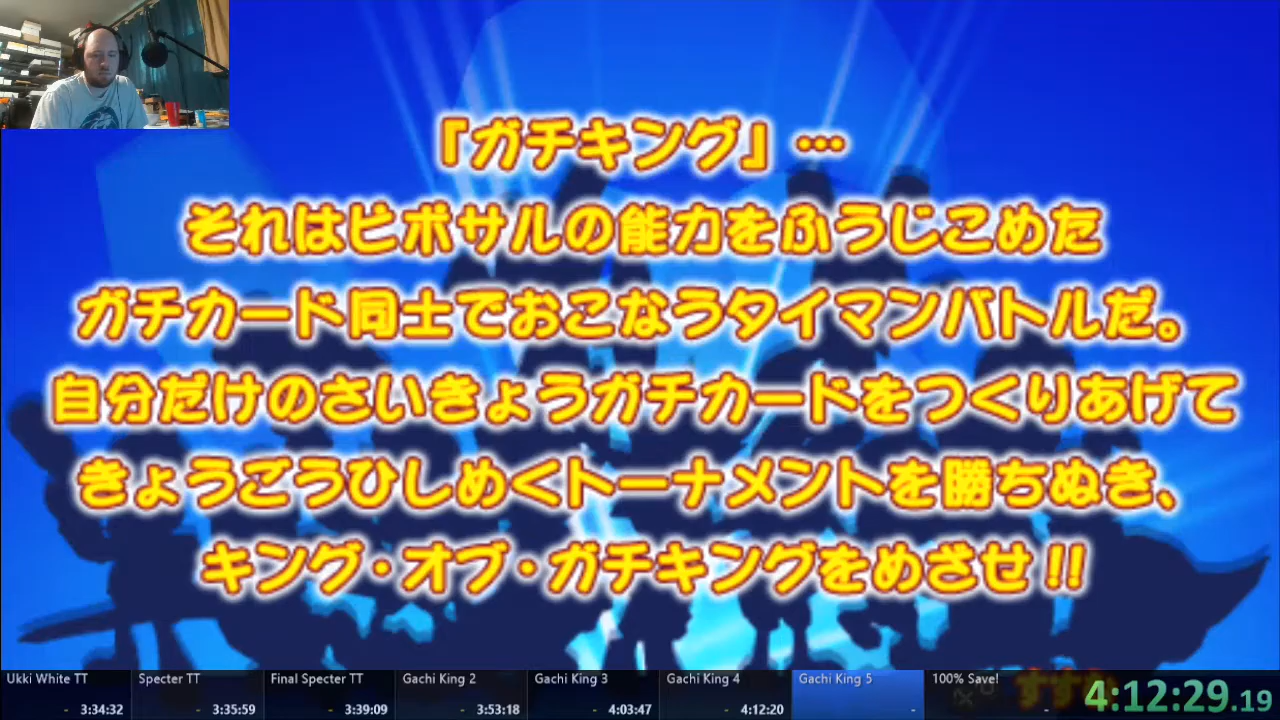 『ガチキング』…
それはピポサルの能力をふうじこめた
ガチカード同士でおこなうタイマンバトルだ。
自分だけのさいきょうガチカードをつくりあげて
きょうごうひしめくトーナメントを勝ちぬき、
キング・オブ・ガチキングをめざせ!!
Ukki White TT
Specter TT
Final Specter TT
Gachi King 2
Gachi King 3
Gachi King 4
Gachi King 5
100% Save!
- 3:34:32
- 3:35:59
- 3:39:09
- 3:53:18
- 4:03:47
- 4:12:20
-
-
4:12:29.19